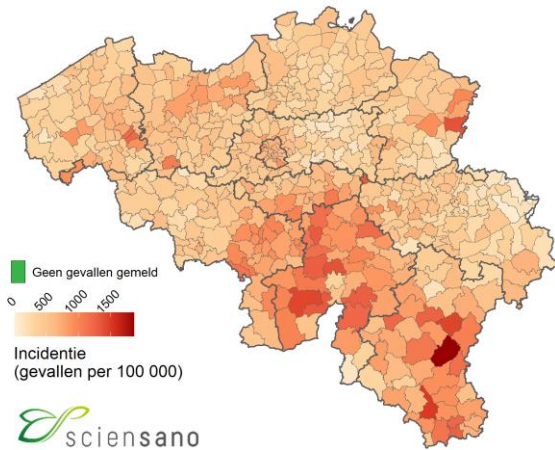 Geen gevallen gemeld
0 500 1000 1500
Incidentie
(gevallen per 100 000)
sciensano